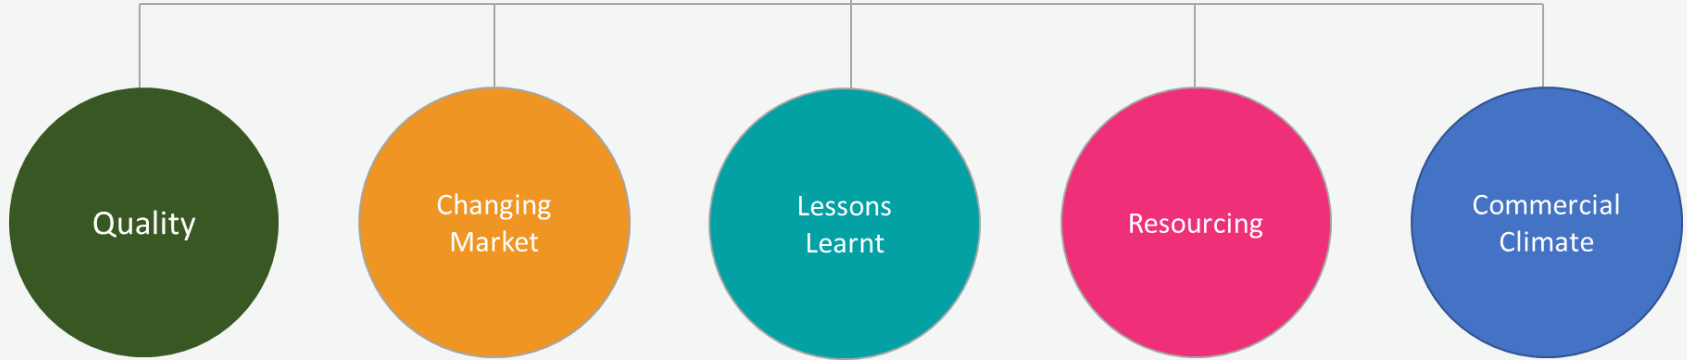 Quality
Changing
Market
Lessons
Learnt
Resourcing
Commercial
Climate